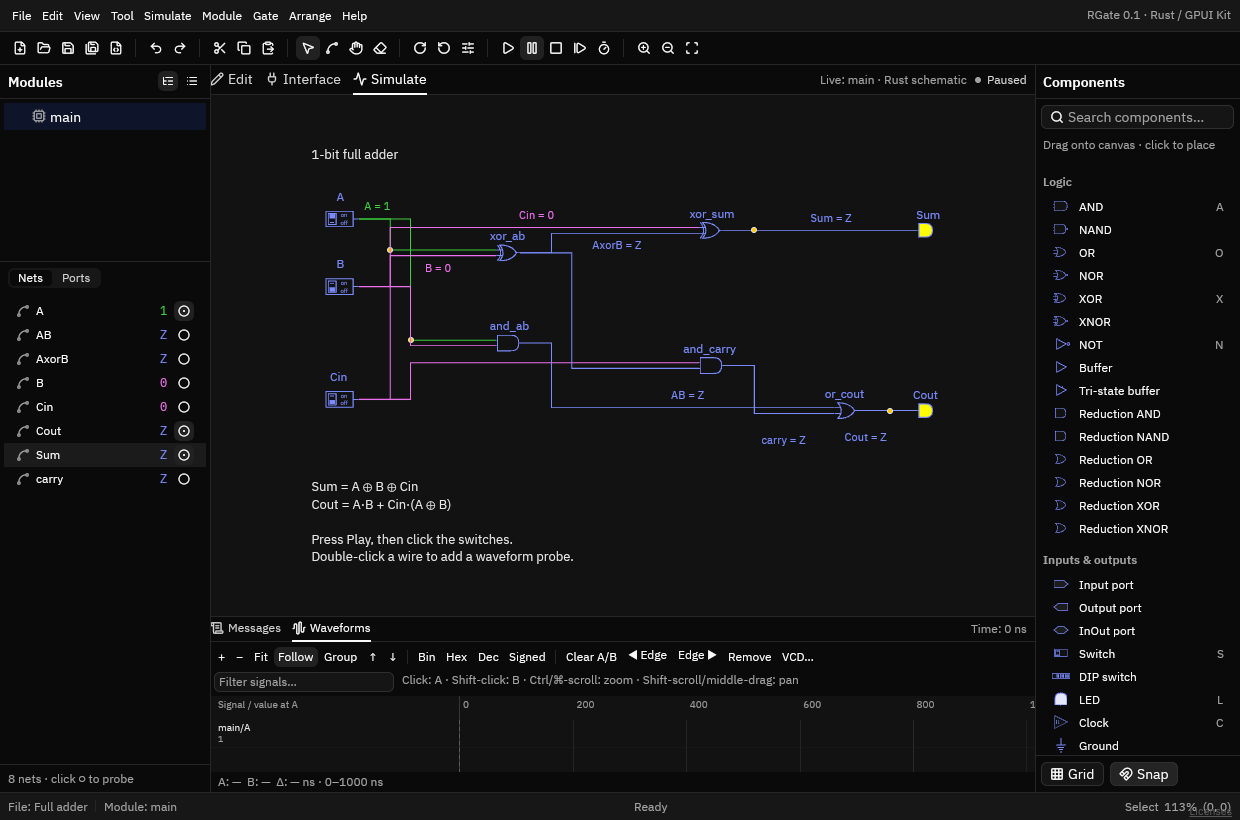 File Edit View Tool Simulate Module Gate Arrange Help
RGate 0.1 · Rust / GPUI Kit
Modules
Edit Interface Simulate
Live: main · Rust schematic Paused
Components
main
Search components...
Drag onto canvas · click to place
1-bit full adder
A
A = 1
on
off
Cin = 0
xor_sum
Sum = Z
Sum
xor_ab
AxorB = Z
B
B = 0
on
off
and_ab
and_carry
Cin
on
off
AB = Z
or_cout
Cout
carry = Z
Cout = Z
Sum = A ⊕ B ⊕ Cin
Cout = A·B + Cin·(A ⊕ B)
Press Play, then click the switches.
Double-click a wire to add a waveform probe.
Nets Ports
A 1
AB Z
AxorB Z
B 0
Cin 0
Cout Z
Sum Z
carry Z
8 nets · click ○ to probe
Logic
AND A
NAND
OR O
NOR
XOR X
XNOR
NOT N
Buffer
Tri-state buffer
Reduction AND
Reduction NAND
Reduction OR
Reduction NOR
Reduction XOR
Reduction XNOR
Inputs & outputs
Input port
Output port
InOut port
Switch S
DIP switch
LED L
Clock C
Ground
Grid Snap
Messages Waveforms
Time: 0 ns
+ − Fit Follow Group ↑ ↓ Bin Hex Dec Signed Clear A/B ◀ Edge Edge ▶ Remove VCD...
Filter signals...
Click: A · Shift-click: B · Ctrl/⌘-scroll: zoom · Shift-scroll/middle-drag: pan
Signal / value at A 0 200 400 600 800 1
main/A
1
A: — B: — Δ: — ns · 0–1000 ns
File: Full adder Module: main
Ready
Select 113% (0, 0)
Licenses